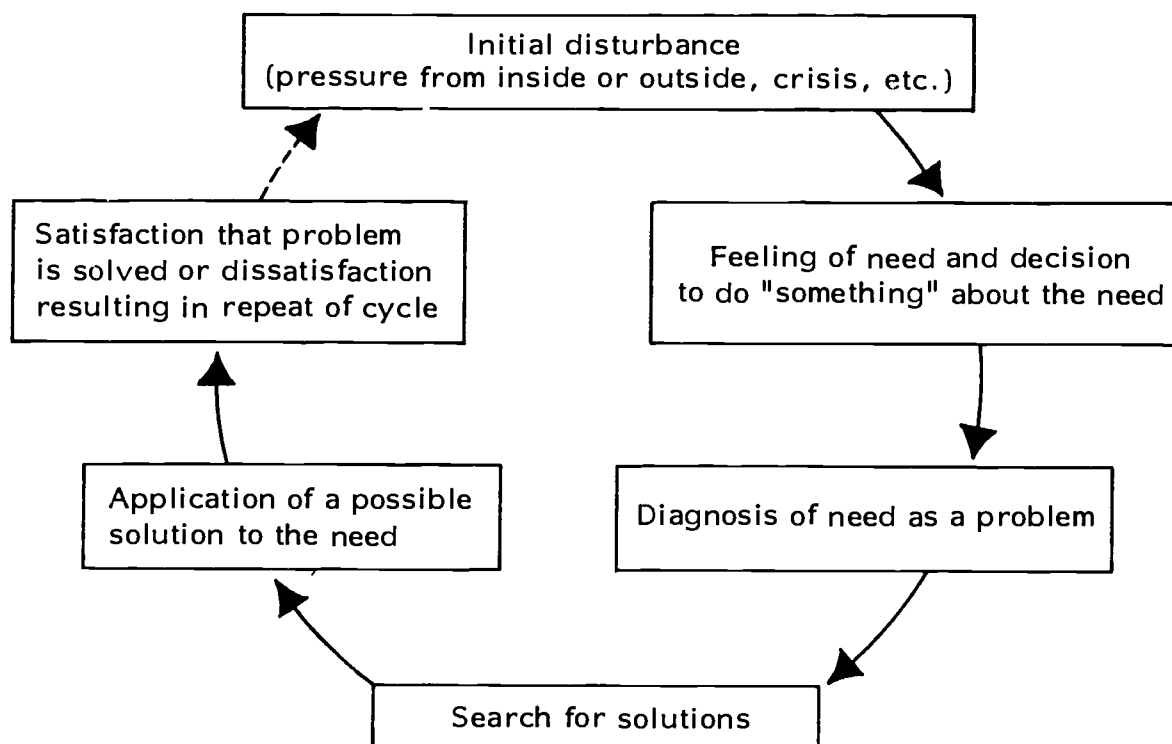 Initial disturbance
(pressure from inside or outside, crisis, etc.)
Feeling of need and decision
to do "something" about the need
Diagnosis of need as a problem
Search for solutions
Application of a possible
solution to the need
Satisfaction that problem
is solved or dissatisfaction
resulting in repeat of cycle